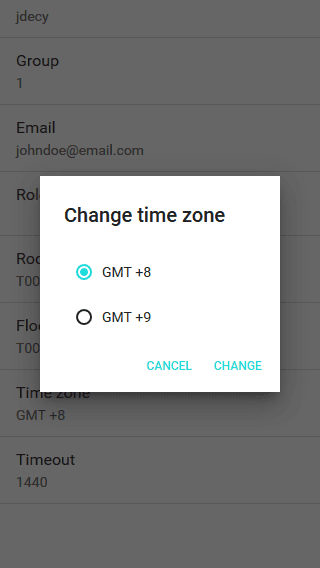 jdecy
Group
1
Email
johndoe@email.com
Change time zone
GMT +8
GMT +9
CANCEL
CHANGE
Time zone
GMT +8
Timeout
1440